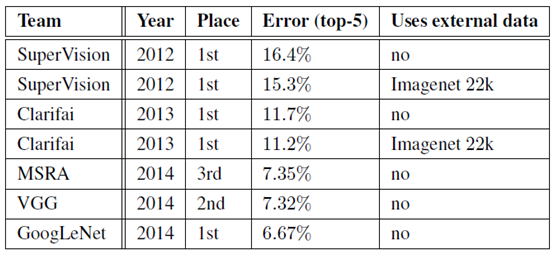 Team Year Place Error (top-5) Uses external data
SuperVision 2012 1st 16.4% no
SuperVision 2012 1st 15.3% Imagenet 22k
Clarifai 2013 1st 11.7% no
Clarifai 2013 1st 11.2% Imagenet 22k
MSRA 2014 3rd 7.35% no
VGG 2014 2nd 7.32% no
GoogLeNet 2014 1st 6.67% no